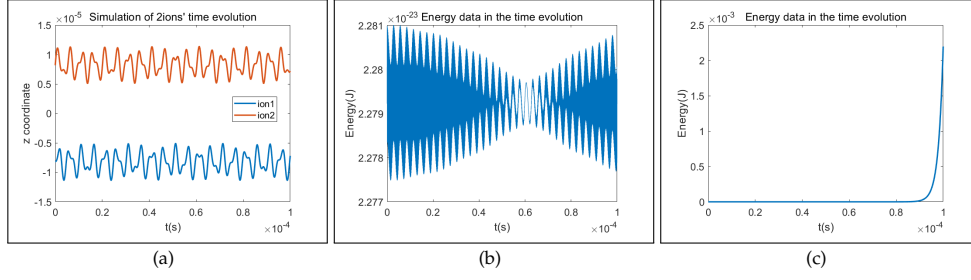 ×10⁻⁵ Simulation of 2ions' time evolution
1.5
1
0.5
0
-0.5
-1
-1.5
z coordinate
ion1
ion2
0 0.2 0.4 0.6 0.8 1
t(s) ×10⁻⁴
(a)
×10⁻²³ Energy data in the time evolution
2.281
2.28
2.279
2.278
2.277
Energy(J)
0 0.2 0.4 0.6 0.8 1
t(s) ×10⁻⁴
(b)
×10⁻³ Energy data in the time evolution
2.5
2
1.5
1
0.5
0
Energy(J)
0 0.2 0.4 0.6 0.8 1
t(s) ×10⁻⁴
(c)